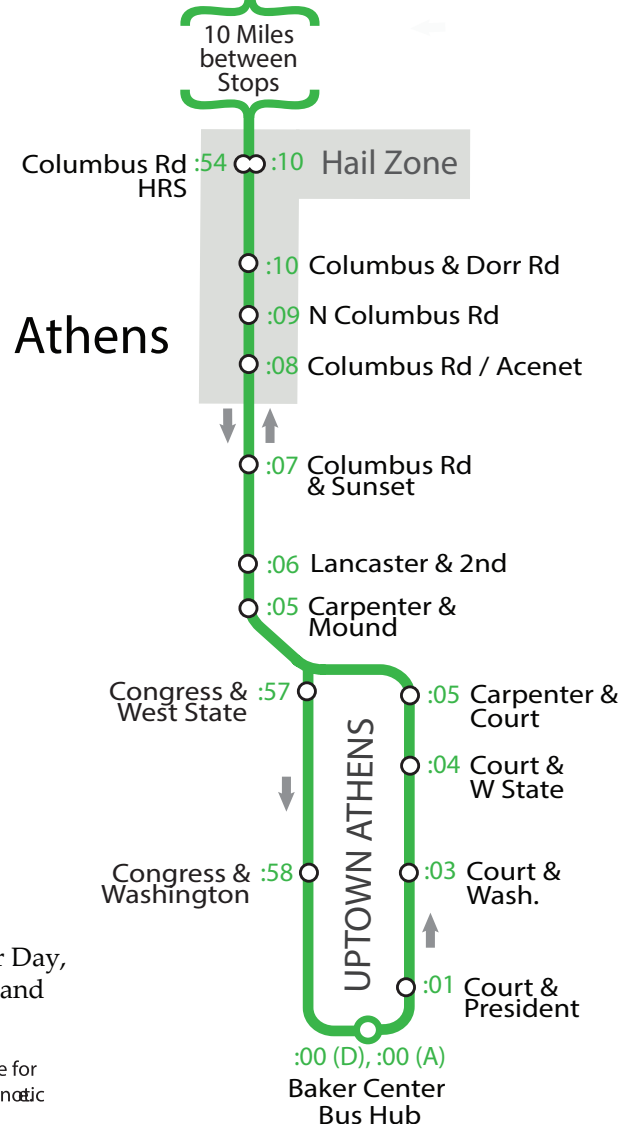 10 Miles
between
Stops
Columbus Rd :54 :10 Hail Zone
HRS
:10 Columbus & Dorr Rd
:09 N Columbus Rd
Athens
:08 Columbus Rd / Acenet
:07 Columbus Rd
& Sunset
:06 Lancaster & 2nd
:05 Carpenter &
Mound
Congress & :57
West State
:05 Carpenter &
Court
UPTOWN ATHENS
:04 Court &
W State
Congress & :58
Washington
:03 Court &
Wash.
r Day,
and
:01 Court &
President
:00 (D), :00 (A)
e for
Baker Center
Bus Hub